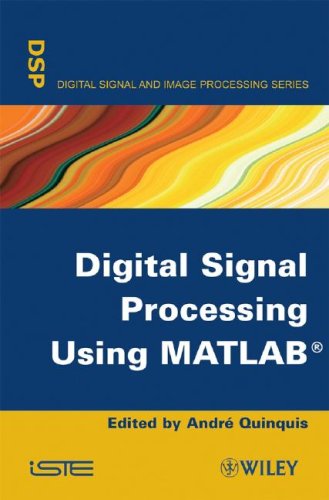 DSP
DIGITAL SIGNAL AND IMAGE PROCESSING SERIES
Digital Signal
Processing
Using MATLAB®
Edited by André Quinquis
iSTE
WILEY